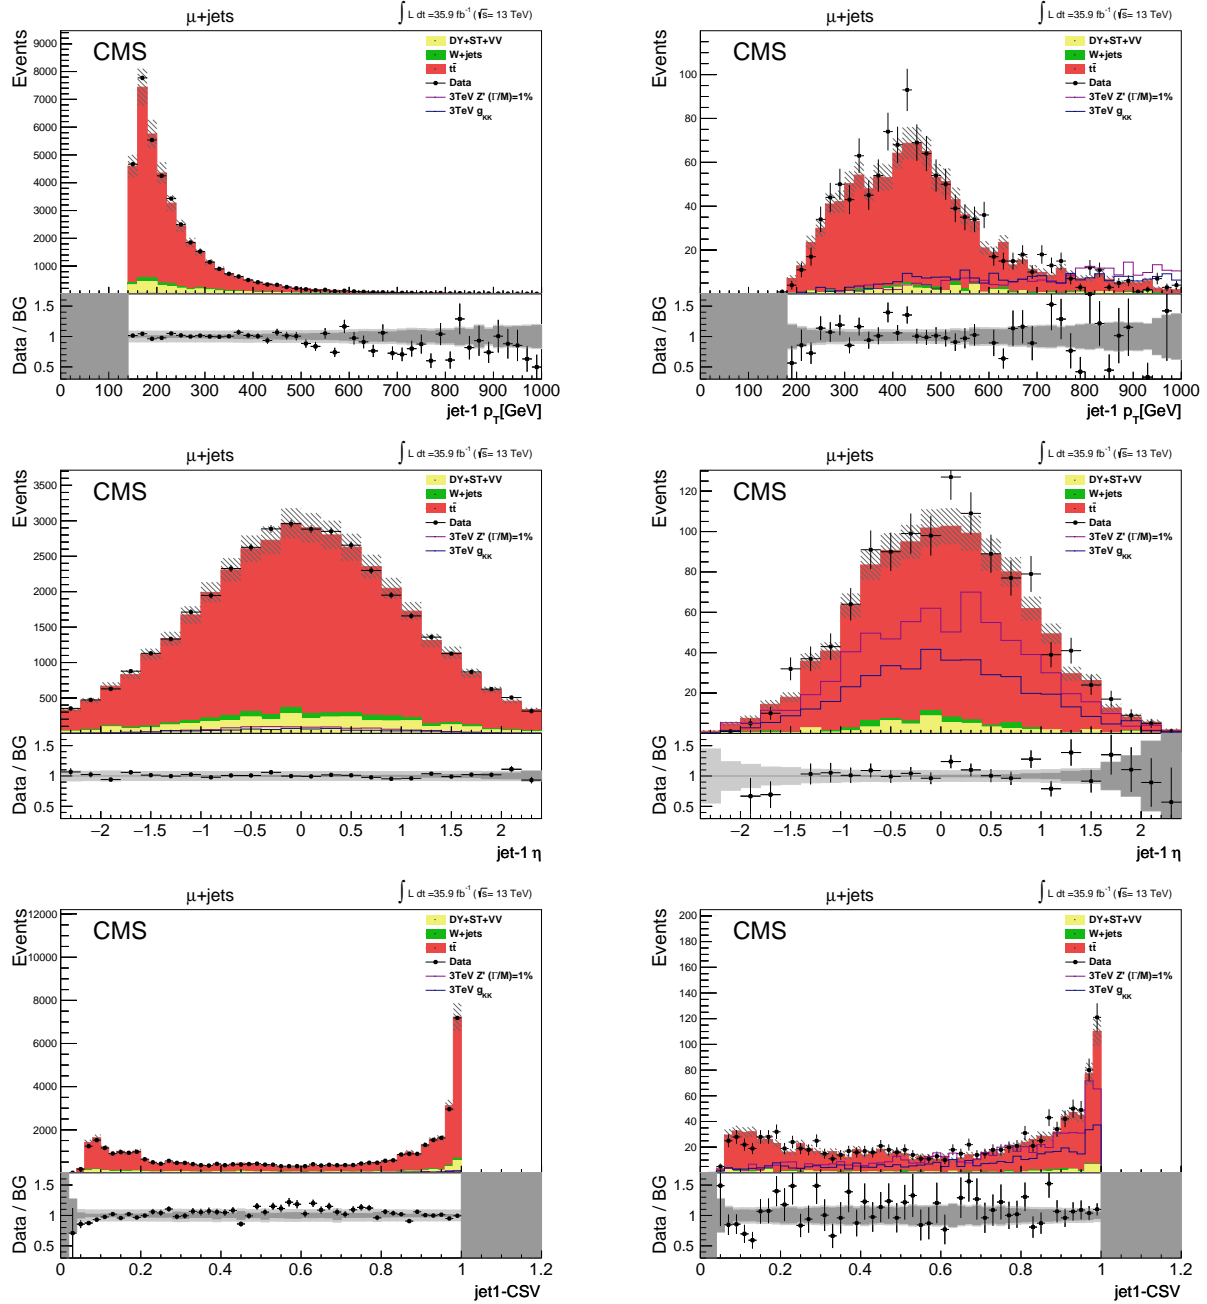 μ+jets ∫ L dt =35.9 fb⁻¹ (√s= 13 TeV)
Events
CMS
DY+ST+VV
W+jets
tt̄
Data
3TeV Z' (Γ/M)=1%
3TeV g_KK
9000
8000
7000
6000
5000
4000
3000
2000
1000
Data / BG
1.5
1
0.5
0 100 200 300 400 500 600 700 800 900 1000
jet-1 p_T[GeV]
μ+jets ∫ L dt =35.9 fb⁻¹ (√s= 13 TeV)
Events
CMS
DY+ST+VV
W+jets
tt̄
Data
3TeV Z' (Γ/M)=1%
3TeV g_KK
100
80
60
40
20
Data / BG
1.5
1
0.5
0 100 200 300 400 500 600 700 800 900 1000
jet-1 p_T[GeV]
μ+jets ∫ L dt =35.9 fb⁻¹ (√s= 13 TeV)
Events
CMS
DY+ST+VV
W+jets
tt̄
Data
3TeV Z' (Γ/M)=1%
3TeV g_KK
3500
3000
2500
2000
1500
1000
500
Data / BG
1.5
1
0.5
−2 −1.5 −1 −0.5 0 0.5 1 1.5 2
jet-1 η
μ+jets ∫ L dt =35.9 fb⁻¹ (√s= 13 TeV)
Events
CMS
DY+ST+VV
W+jets
tt̄
Data
3TeV Z' (Γ/M)=1%
3TeV g_KK
120
100
80
60
40
20
Data / BG
1.5
1
0.5
−2 −1.5 −1 −0.5 0 0.5 1 1.5 2
jet-1 η
μ+jets ∫ L dt =35.9 fb⁻¹ (√s= 13 TeV)
Events
CMS
DY+ST+VV
W+jets
tt̄
Data
3TeV Z' (Γ/M)=1%
3TeV g_KK
12000
10000
8000
6000
4000
2000
Data / BG
1.5
1
0.5
0 0.2 0.4 0.6 0.8 1 1.2
jet1-CSV
μ+jets ∫ L dt =35.9 fb⁻¹ (√s= 13 TeV)
Events
CMS
DY+ST+VV
W+jets
tt̄
Data
3TeV Z' (Γ/M)=1%
3TeV g_KK
200
180
160
140
120
100
80
60
40
20
Data / BG
1.5
1
0.5
0 0.2 0.4 0.6 0.8 1 1.2
jet1-CSV